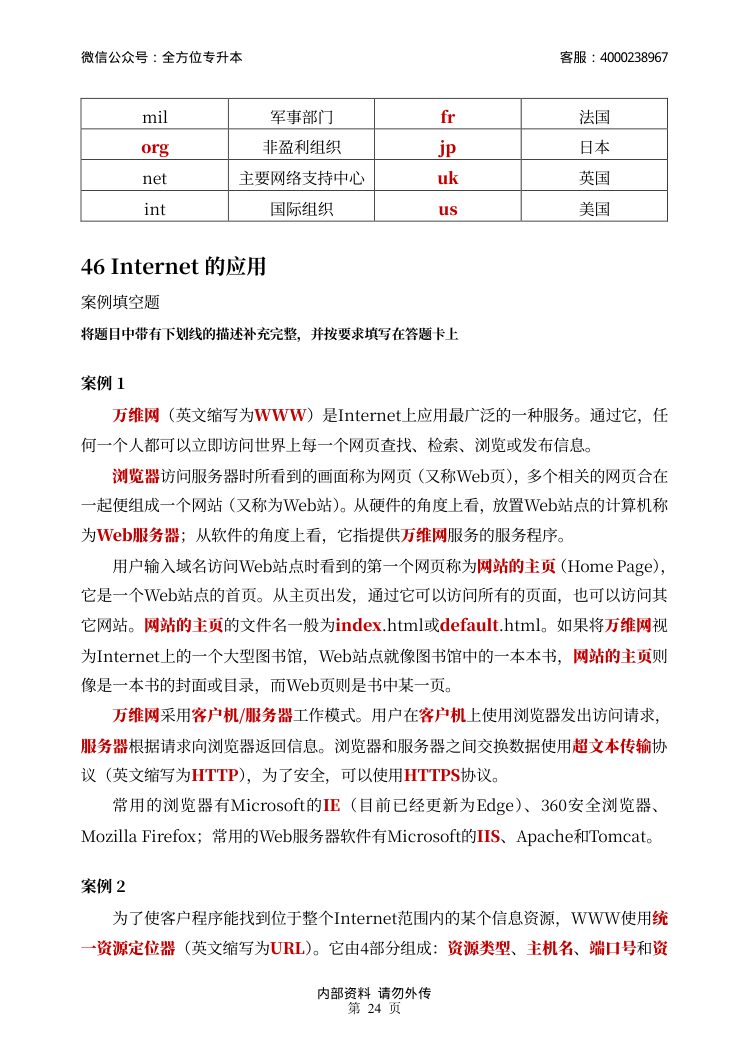 微信公众号：全方位专升本 客服：4000238967
mil 军事部门 fr 法国
org 非盈利组织 jp 日本
net 主要网络支持中心 uk 英国
int 国际组织 us 美国
46 Internet 的应用
案例填空题
将题目中带有下划线的描述补充完整，并按要求填写在答题卡上
案例 1
万维网（英文缩写为WWW）是Internet上应用最广泛的一种服务。通过它，任
何一个人都可以立即访问世界上每一个网页查找、检索、浏览或发布信息。
浏览器访问服务器时所看到的画面称为网页（又称Web页），多个相关的网页合在
一起便组成一个网站（又称为Web站）。从硬件的角度上看，放置Web站点的计算机称
为Web服务器；从软件的角度上看，它指提供万维网服务的服务程序。
用户输入域名访问Web站点时看到的第一个网页称为网站的主页（Home Page），
它是一个Web站点的首页。从主页出发，通过它可以访问所有的页面，也可以访问其
它网站。网站的主页的文件名一般为index.html或default.html。如果将万维网视
为Internet上的一个大型图书馆，Web站点就像图书馆中的一本本书，网站的主页则
像是一本书的封面或目录，而Web页则是书中某一页。
万维网采用客户机/服务器工作模式。用户在客户机上使用浏览器发出访问请求，
服务器根据请求向浏览器返回信息。浏览器和服务器之间交换数据使用超文本传输协
议（英文缩写为HTTP），为了安全，可以使用HTTPS协议。
常用的浏览器有Microsoft的IE（目前已经更新为Edge）、360安全浏览器、
Mozilla Firefox；常用的Web服务器软件有Microsoft的IIS、Apache和Tomcat。
案例 2
为了使客户程序能找到位于整个Internet范围内的某个信息资源，WWW使用统
一资源定位器（英文缩写为URL）。它由4部分组成：资源类型、主机名、端口号和资
内部资料 请勿外传
第 24 页